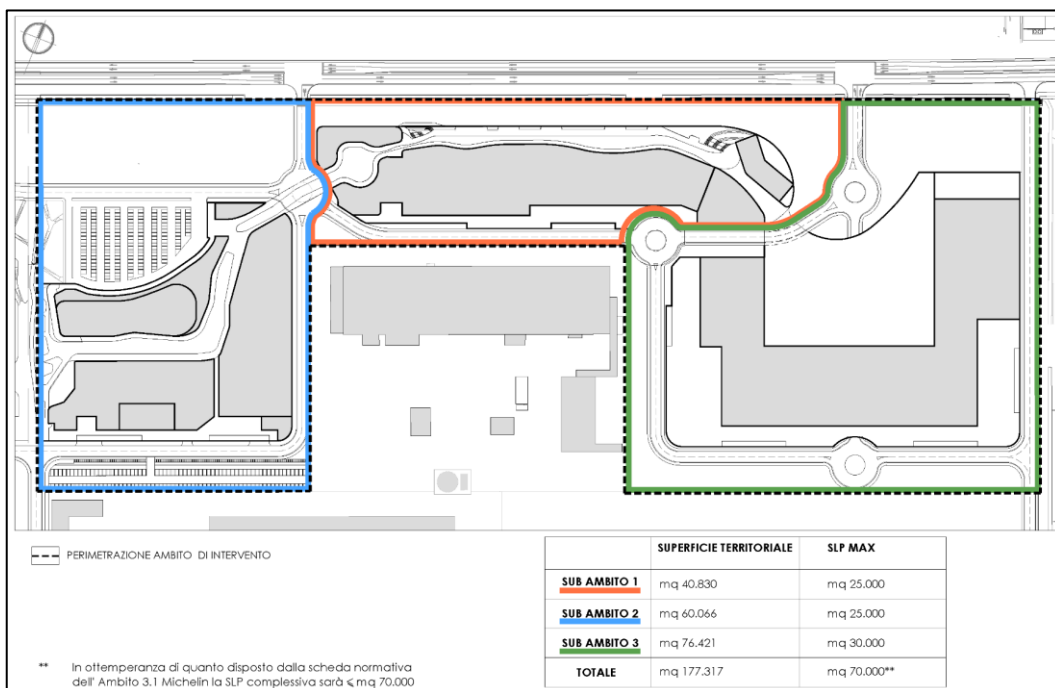 PERIMETRAZIONE AMBITO DI INTERVENTO
SUPERFICIE TERRITORIALE SLP MAX
SUB AMBITO 1 mq 40.830 mq 25.000
SUB AMBITO 2 mq 60.066 mq 25.000
SUB AMBITO 3 mq 76.421 mq 30.000
TOTALE mq 177.317 mq 70.000**
** In ottemperanza di quanto disposto dalla scheda normativa
dell' Ambito 3.1 Michelin la SLP complessiva sarà ⩽ mq 70.000